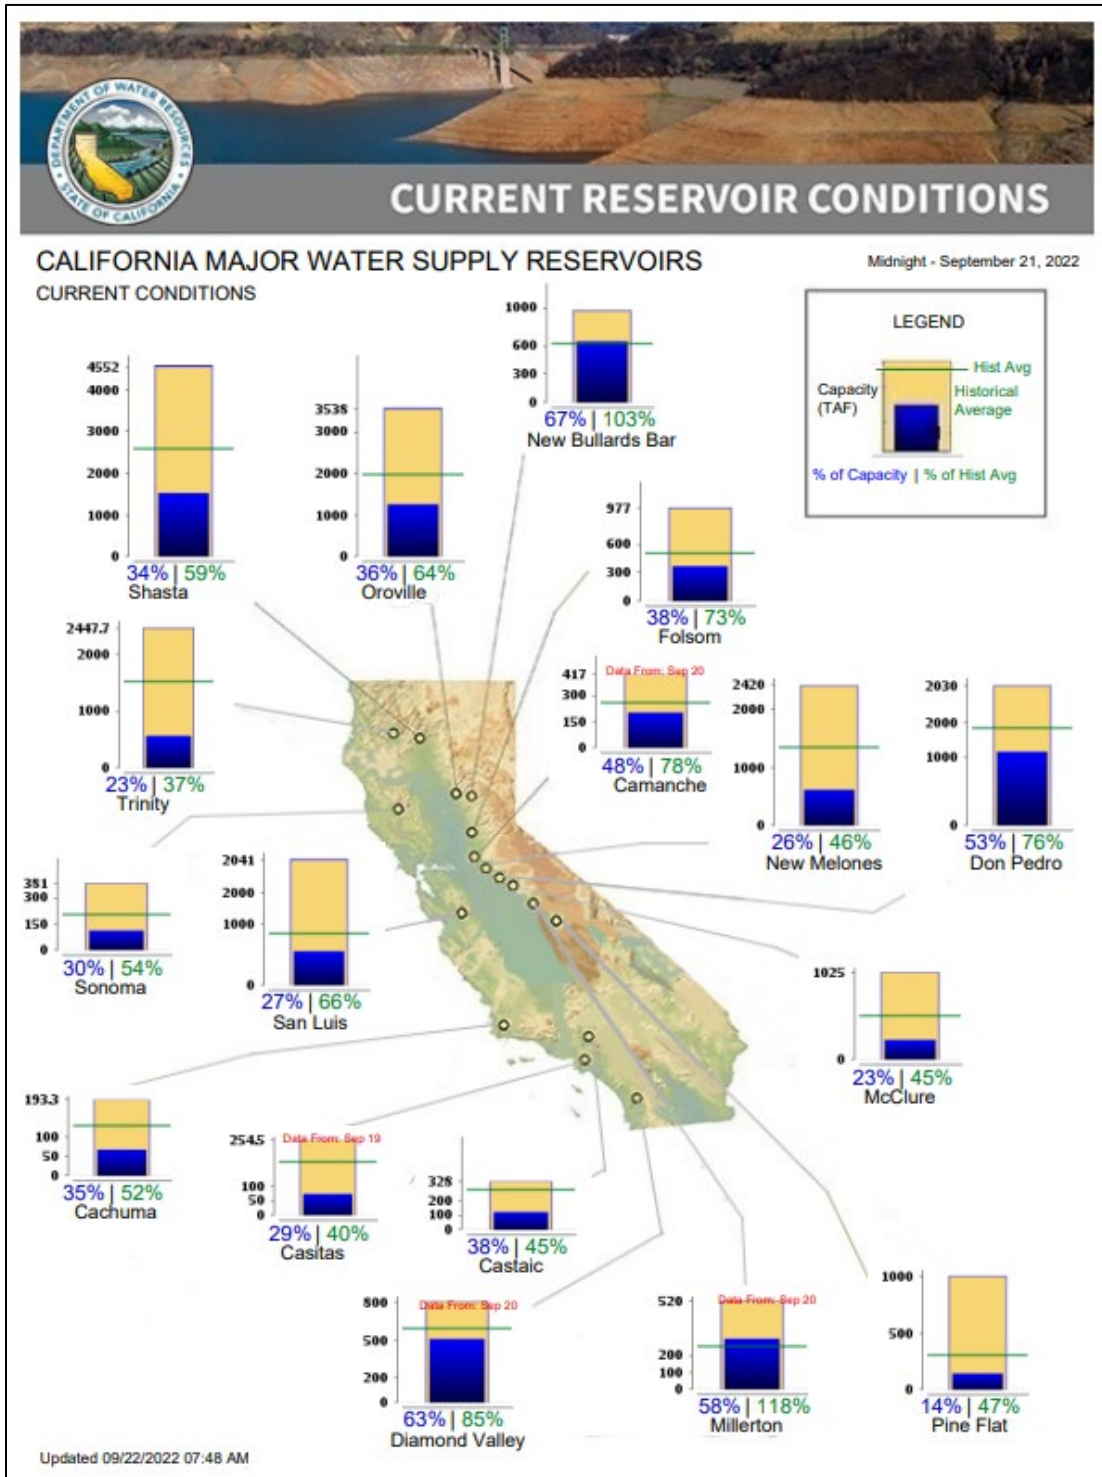 DEPARTMENT OF WATER RESOURCES
STATE OF CALIFORNIA
CURRENT RESERVOIR CONDITIONS
CALIFORNIA MAJOR WATER SUPPLY RESERVOIRS
Midnight - September 21, 2022
CURRENT CONDITIONS
LEGEND
Hist Avg
Capacity
(TAF)
Historical
Average
% of Capacity | % of Hist Avg
1000
600
300
0
67% | 103%
New Bullards Bar
4552
4000
3000
2000
1000
0
34% | 59%
Shasta
3538
3000
2000
1000
0
36% | 64%
Oroville
977
600
300
0
38% | 73%
Folsom
2447.7
2000
1000
0
23% | 37%
Trinity
Data From: Sep 20
417
300
150
0
48% | 78%
Camanche
2420
2000
1000
0
26% | 46%
New Melones
2030
2000
1000
0
53% | 76%
Don Pedro
381
300
150
0
30% | 54%
Sonoma
2041
2000
1000
0
27% | 66%
San Luis
1025
0
23% | 45%
McClure
193.3
100
50
0
35% | 52%
Cachuma
Data From: Sep 19
254.5
100
50
0
29% | 40%
Casitas
328
200
100
0
38% | 45%
Castaic
Data From: Sep 20
800
500
200
0
63% | 85%
Diamond Valley
Data From: Sep 20
520
200
100
0
58% | 118%
Millerton
1000
500
0
14% | 47%
Pine Flat
Updated 09/22/2022 07:48 AM